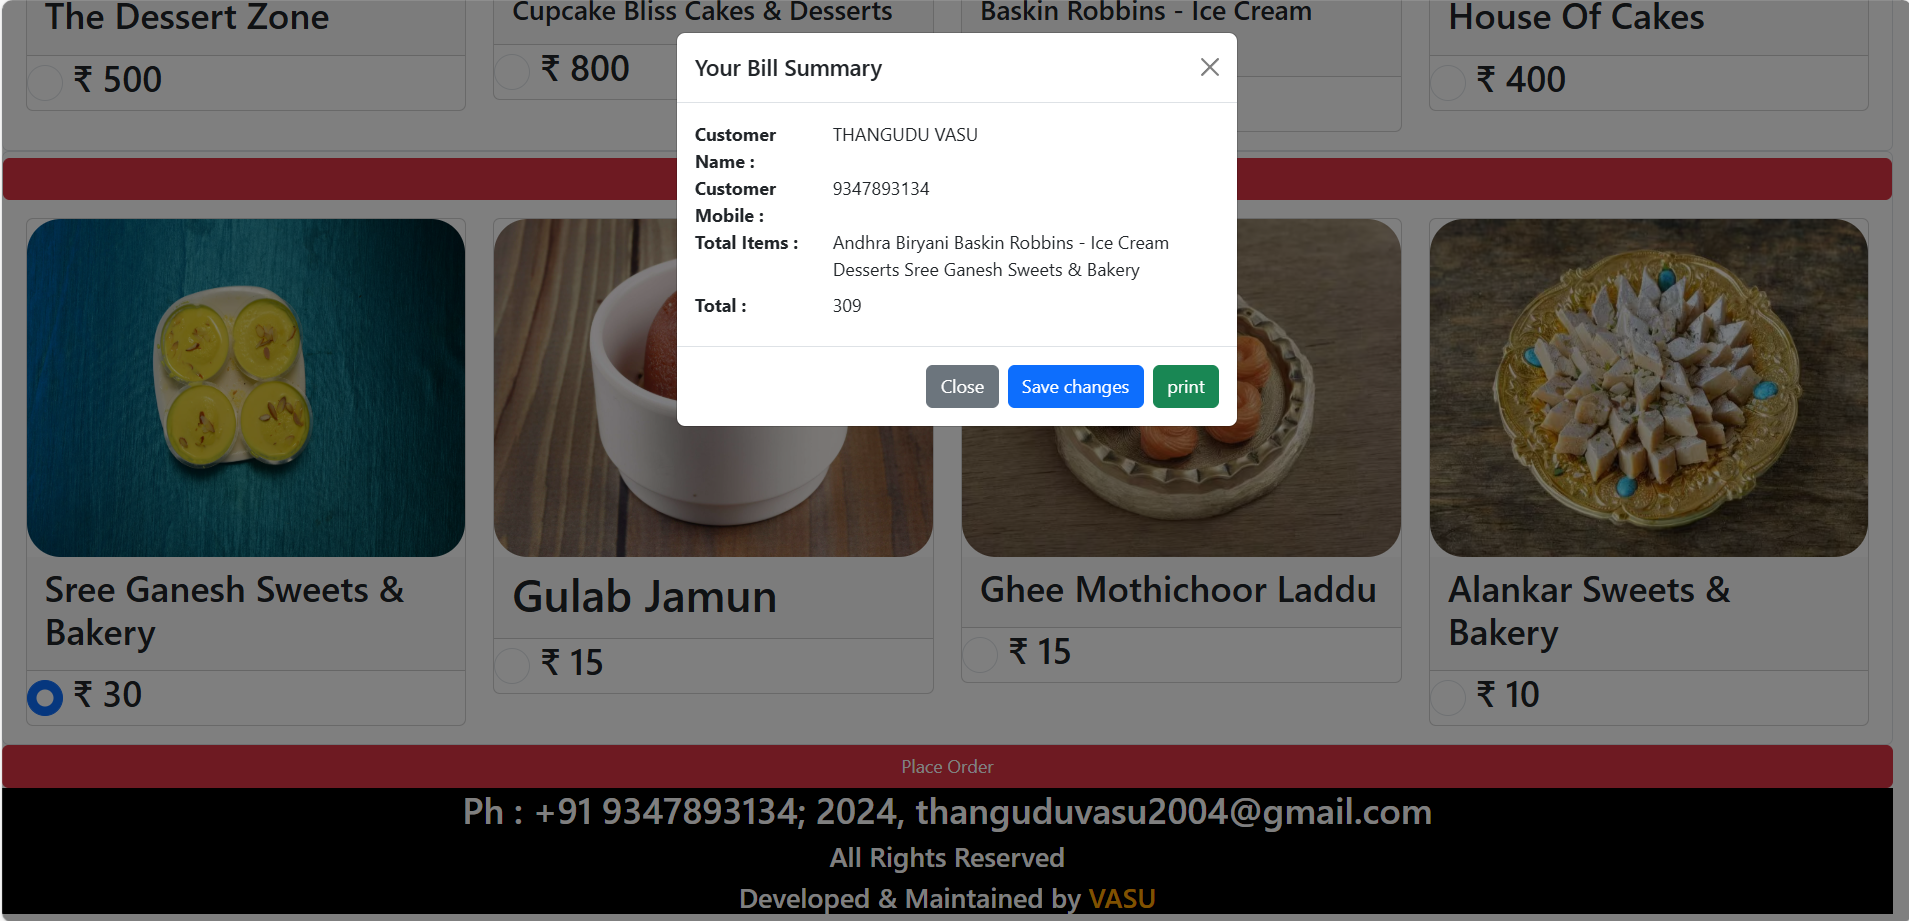 The Dessert Zone
₹ 500
Cupcake Bliss Cakes & Desserts
₹ 800
Baskin Robbins - Ice Cream
House Of Cakes
₹ 400
Your Bill Summary
Customer Name :
THANGUDU VASU
Customer Mobile :
9347893134
Total Items :
Andhra Biryani Baskin Robbins - Ice Cream
Desserts Sree Ganesh Sweets & Bakery
Total :
309
Close
Save changes
print
Sree Ganesh Sweets &
Bakery
₹ 30
Gulab Jamun
₹ 15
Ghee Mothichoor Laddu
₹ 15
Alankar Sweets &
Bakery
₹ 10
Place Order
Ph : +91 9347893134; 2024, thanguduvasu2004@gmail.com
All Rights Reserved
Developed & Maintained by VASU